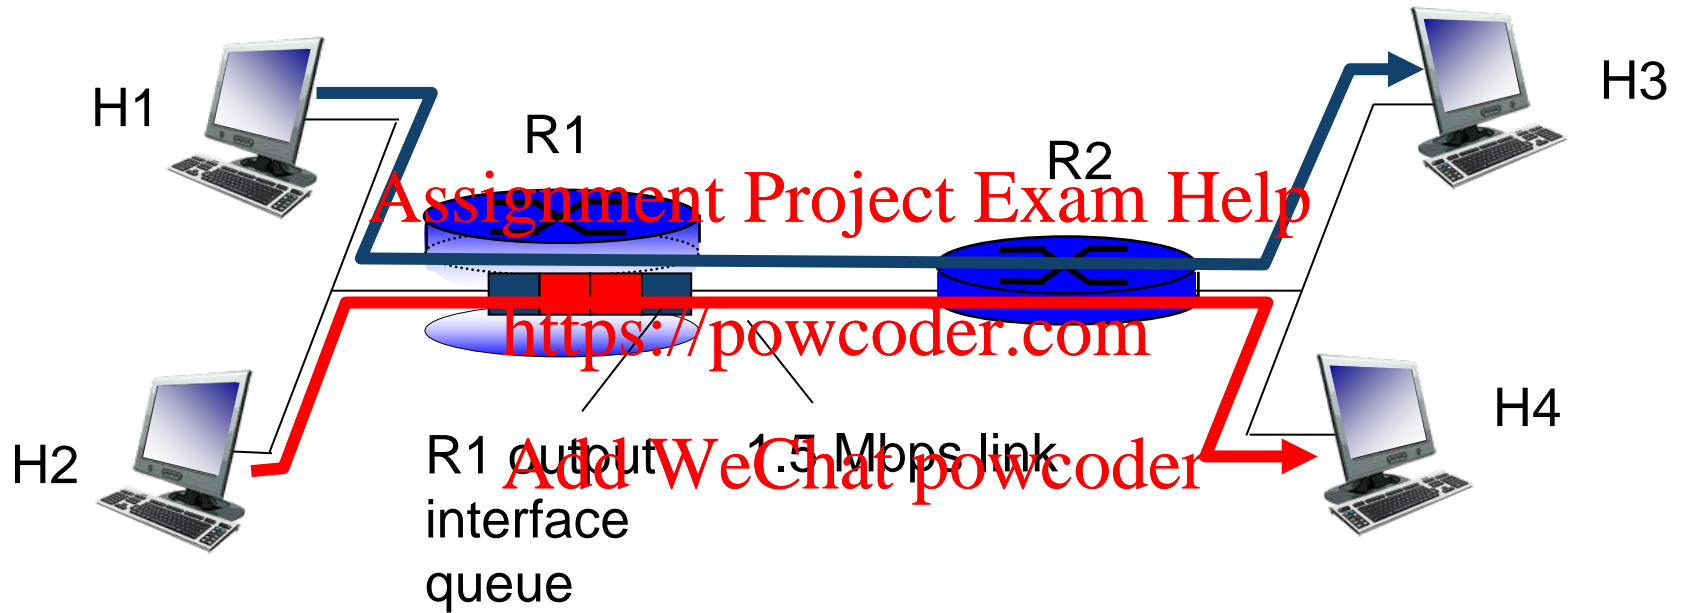 H1
H3
R1
R2
Assignment Project Exam Help
https://powcoder.com
H4
H2
R1 output
interface
queue
1.5 Mbps link
Add WeChat powcoder